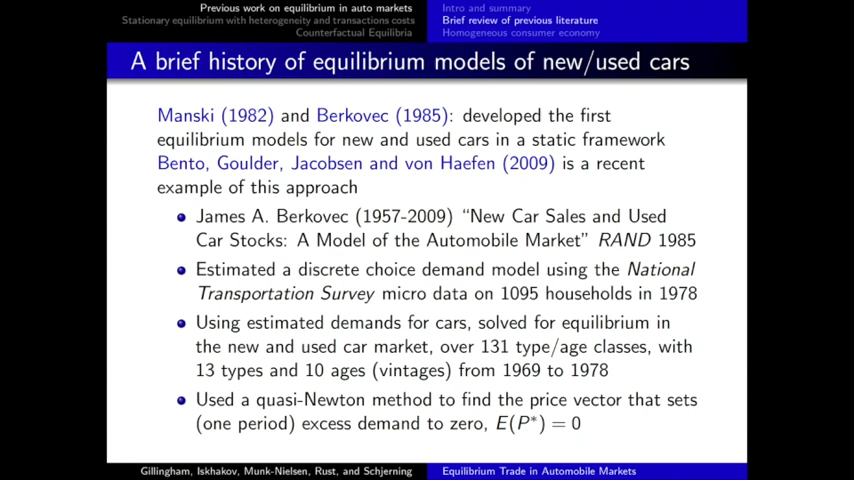 Previous work on equilibrium in auto markets
Stationary equilibrium with heterogeneity and transactions costs
Counterfactual Equilibria
Intro and summary
Brief review of previous literature
Homogeneous consumer economy
A brief history of equilibrium models of new/used cars
Manski (1982) and Berkovec (1985): developed the first
equilibrium models for new and used cars in a static framework
Bento, Goulder, Jacobsen and von Haefen (2009) is a recent
example of this approach
James A. Berkovec (1957-2009) “New Car Sales and Used
Car Stocks: A Model of the Automobile Market” RAND 1985
Estimated a discrete choice demand model using the National
Transportation Survey micro data on 1095 households in 1978
Using estimated demands for cars, solved for equilibrium in
the new and used car market, over 131 type/age classes, with
13 types and 10 ages (vintages) from 1969 to 1978
Used a quasi-Newton method to find the price vector that sets
(one period) excess demand to zero, E(P*) = 0
Gillingham, Iskhakov, Munk-Nielsen, Rust, and Schjerning
Equilibrium Trade in Automobile Markets